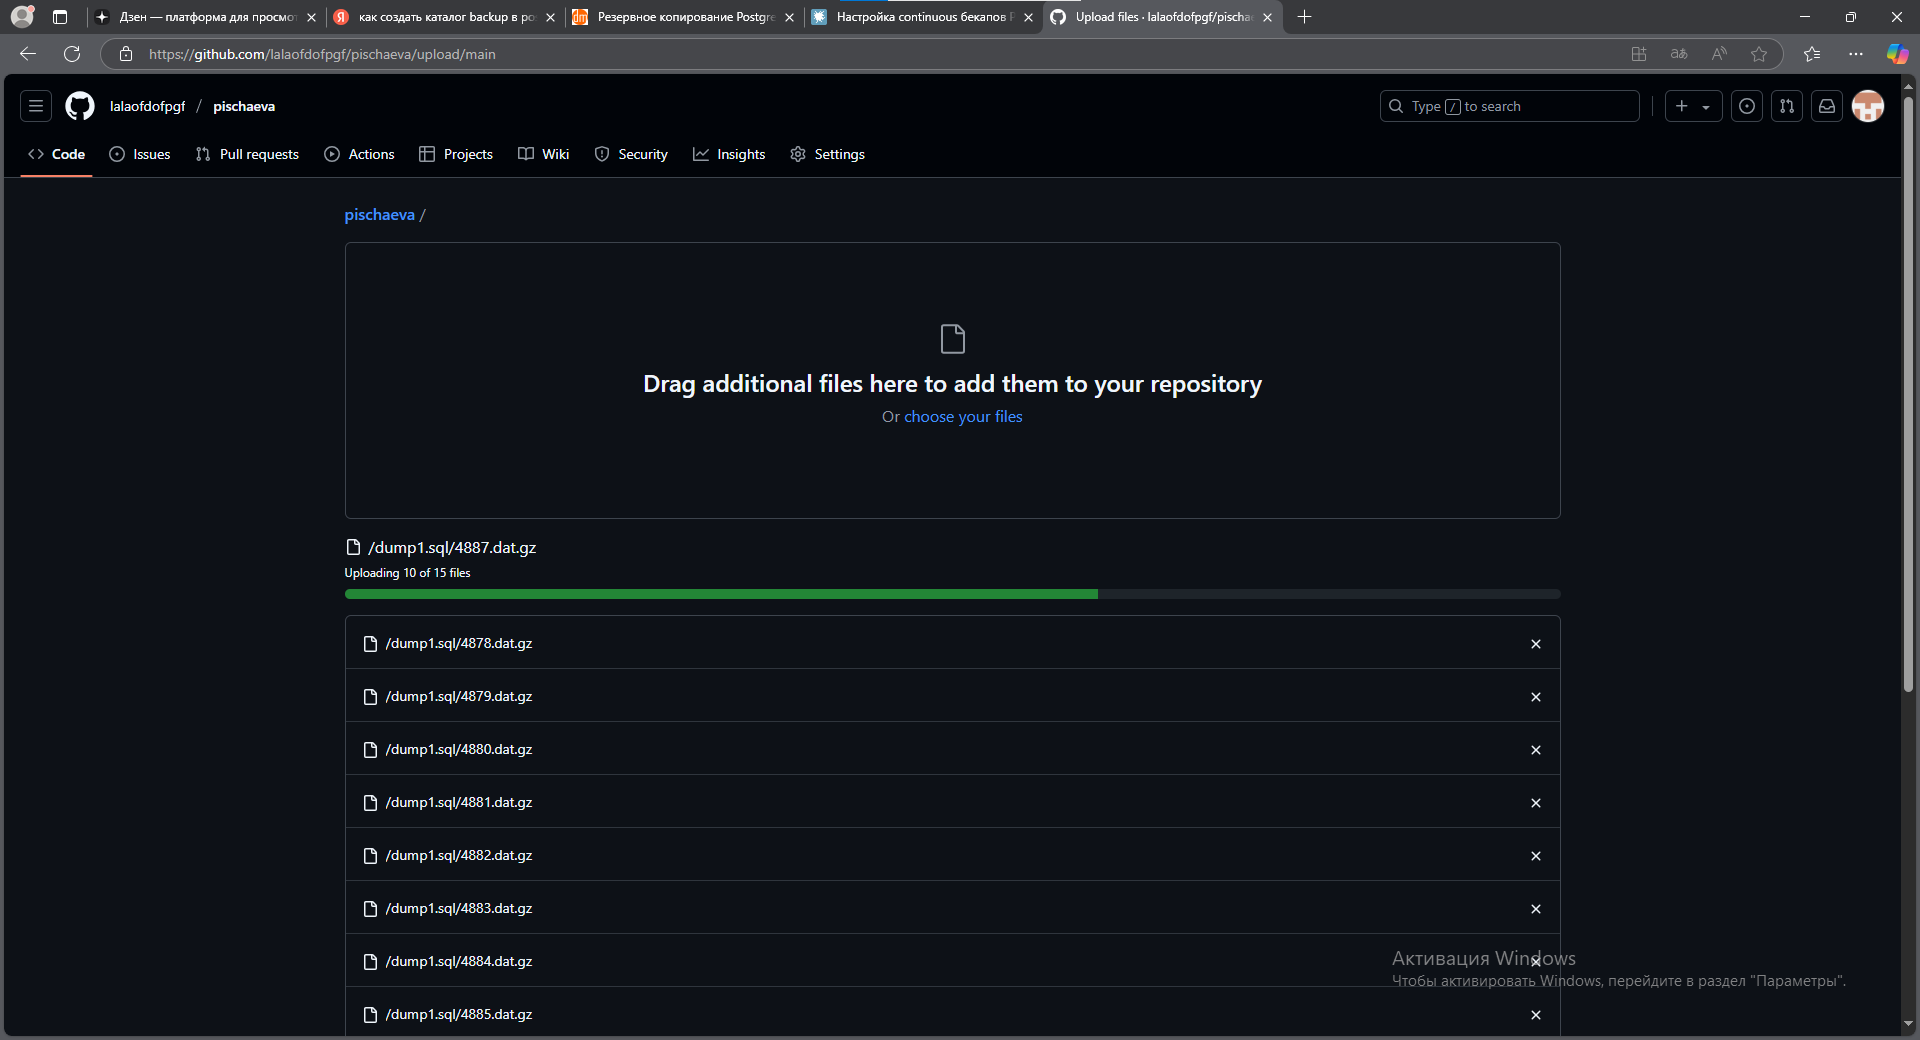 Дзен — платформа для просмот
как создать каталог backup в po
Резервное копирование Postgre
Настройка continuous бекапов P
Upload files · lalaofdofpgf/pischae
https://github.com/lalaofdofpgf/pischaeva/upload/main
lalaofdofpgf / pischaeva
Type / to search
Code
Issues
Pull requests
Actions
Projects
Wiki
Security
Insights
Settings
pischaeva /
Drag additional files here to add them to your repository
Or choose your files
/dump1.sql/4887.dat.gz
Uploading 10 of 15 files
/dump1.sql/4878.dat.gz
/dump1.sql/4879.dat.gz
/dump1.sql/4880.dat.gz
/dump1.sql/4881.dat.gz
/dump1.sql/4882.dat.gz
/dump1.sql/4883.dat.gz
/dump1.sql/4884.dat.gz
/dump1.sql/4885.dat.gz
Активация Windows
Чтобы активировать Windows, перейдите в раздел "Параметры".